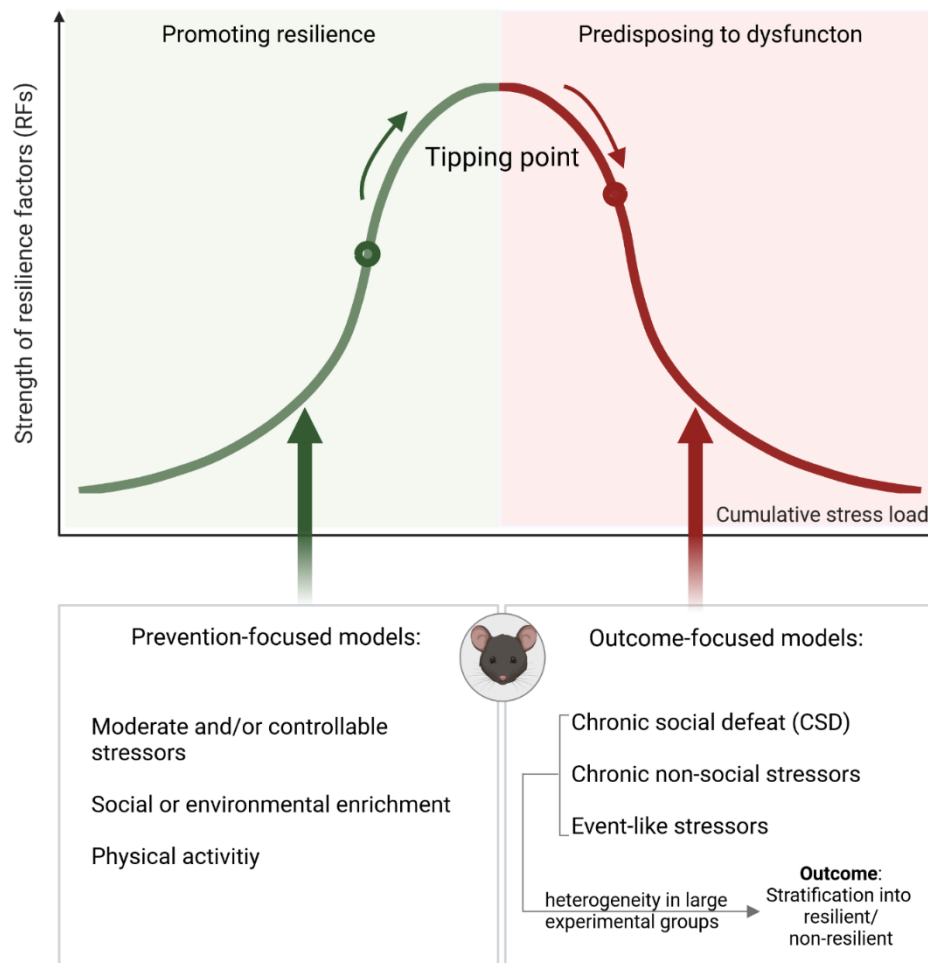 Promoting resilience
Predisposing to dysfuncton
Strength of resilience factors (RFs)
Tipping point
Cumulative stress load
Prevention-focused models:
Moderate and/or controllable
stressors
Social or environmental enrichment
Physical activitiy
Outcome-focused models:
Chronic social defeat (CSD)
Chronic non-social stressors
Event-like stressors
heterogeneity in large
experimental groups
Outcome:
Stratification into
resilient/
non-resilient